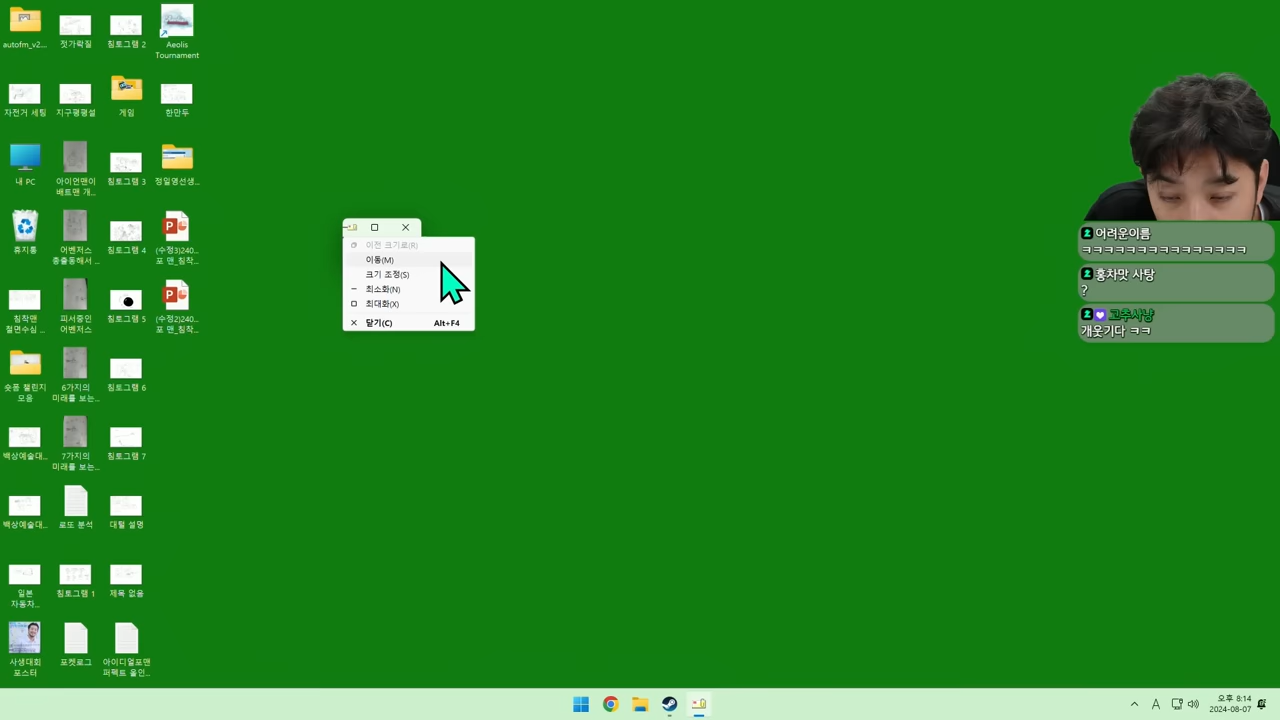 autofm_v2...
젓가락질
침토그램 2
Aeolis
Tournament
자전거 세팅
지구평평설
게임
한만두
내 PC
아이언맨이
배트맨 개...
침토그램 3
정일영선생...
휴지통
어벤저스
총출동해서 ...
침토그램 4
(수정3)240...
포 맨_침착...
침착맨
철면수심 ...
피서중인
어벤저스
침토그램 5
(수정2)240...
포 맨_침착...
숏폼 챌린지
모음
6가지의
미래를 보는...
침토그램 6
백상예술대...
7가지의
미래를 보는...
침토그램 7
백상예술대...
로또 분석
대털 설명
일본
자동차...
침토그램 1
제목 없음
사생대회
포스터
포켓로그
아이디얼포맨
퍼펙트 올인...
이전 크기로(R)
이동(M)
크기 조정(S)
최소화(N)
최대화(X)
닫기(C) Alt+F4
2 어려운이름
ㅋㅋㅋㅋㅋㅋㅋㅋㅋㅋㅋㅋㅋㅋㅋ
2 홍차맛 사탕
?
2 고추사냥
개웃기다 ㅋㅋ
A
오후 8:14
2024-08-07